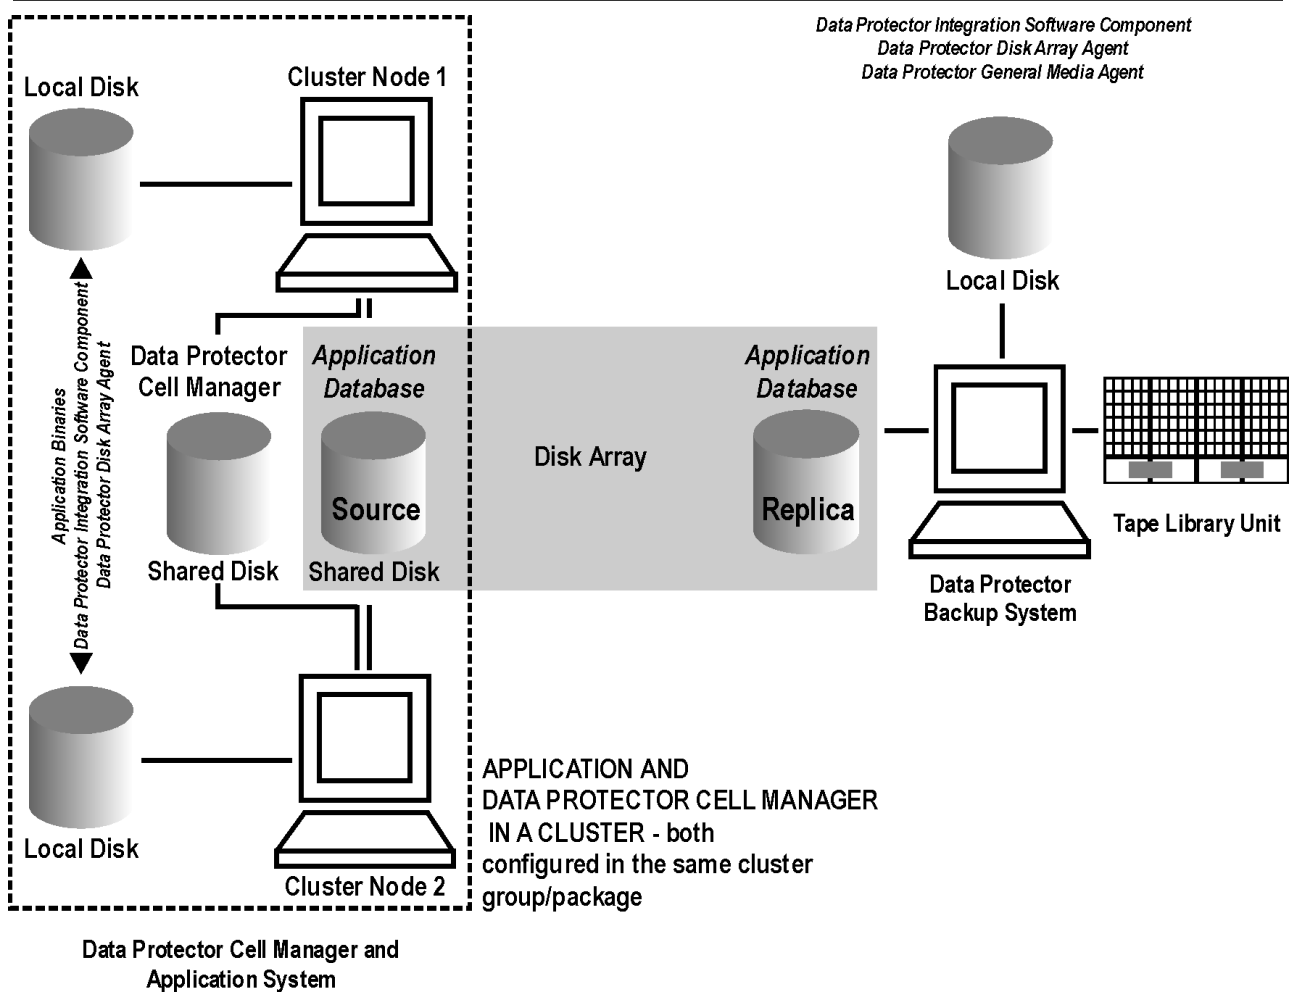 Data Protector Integration Software Component
Data Protector Disk Array Agent
Data Protector General Media Agent
Cluster Node 1
Local Disk
Local Disk
Application Binaries
Data Protector Integration Software Component
Data Protector Disk Array Agent
Data Protector
Cell Manager
Application
Database
Application
Database
Disk Array
Source
Replica
Shared Disk
Shared Disk
Tape Library Unit
Data Protector
Backup System
Local Disk
Cluster Node 2
APPLICATION AND
DATA PROTECTOR CELL MANAGER
IN A CLUSTER - both
configured in the same cluster
group/package
Data Protector Cell Manager and
Application System